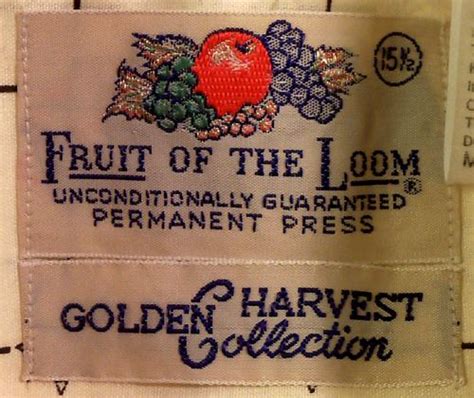 15½
FRUIT OF THE LOOM®
UNCONDITIONALLY GUARANTEED
PERMANENT PRESS
GOLDEN HARVEST
Collection